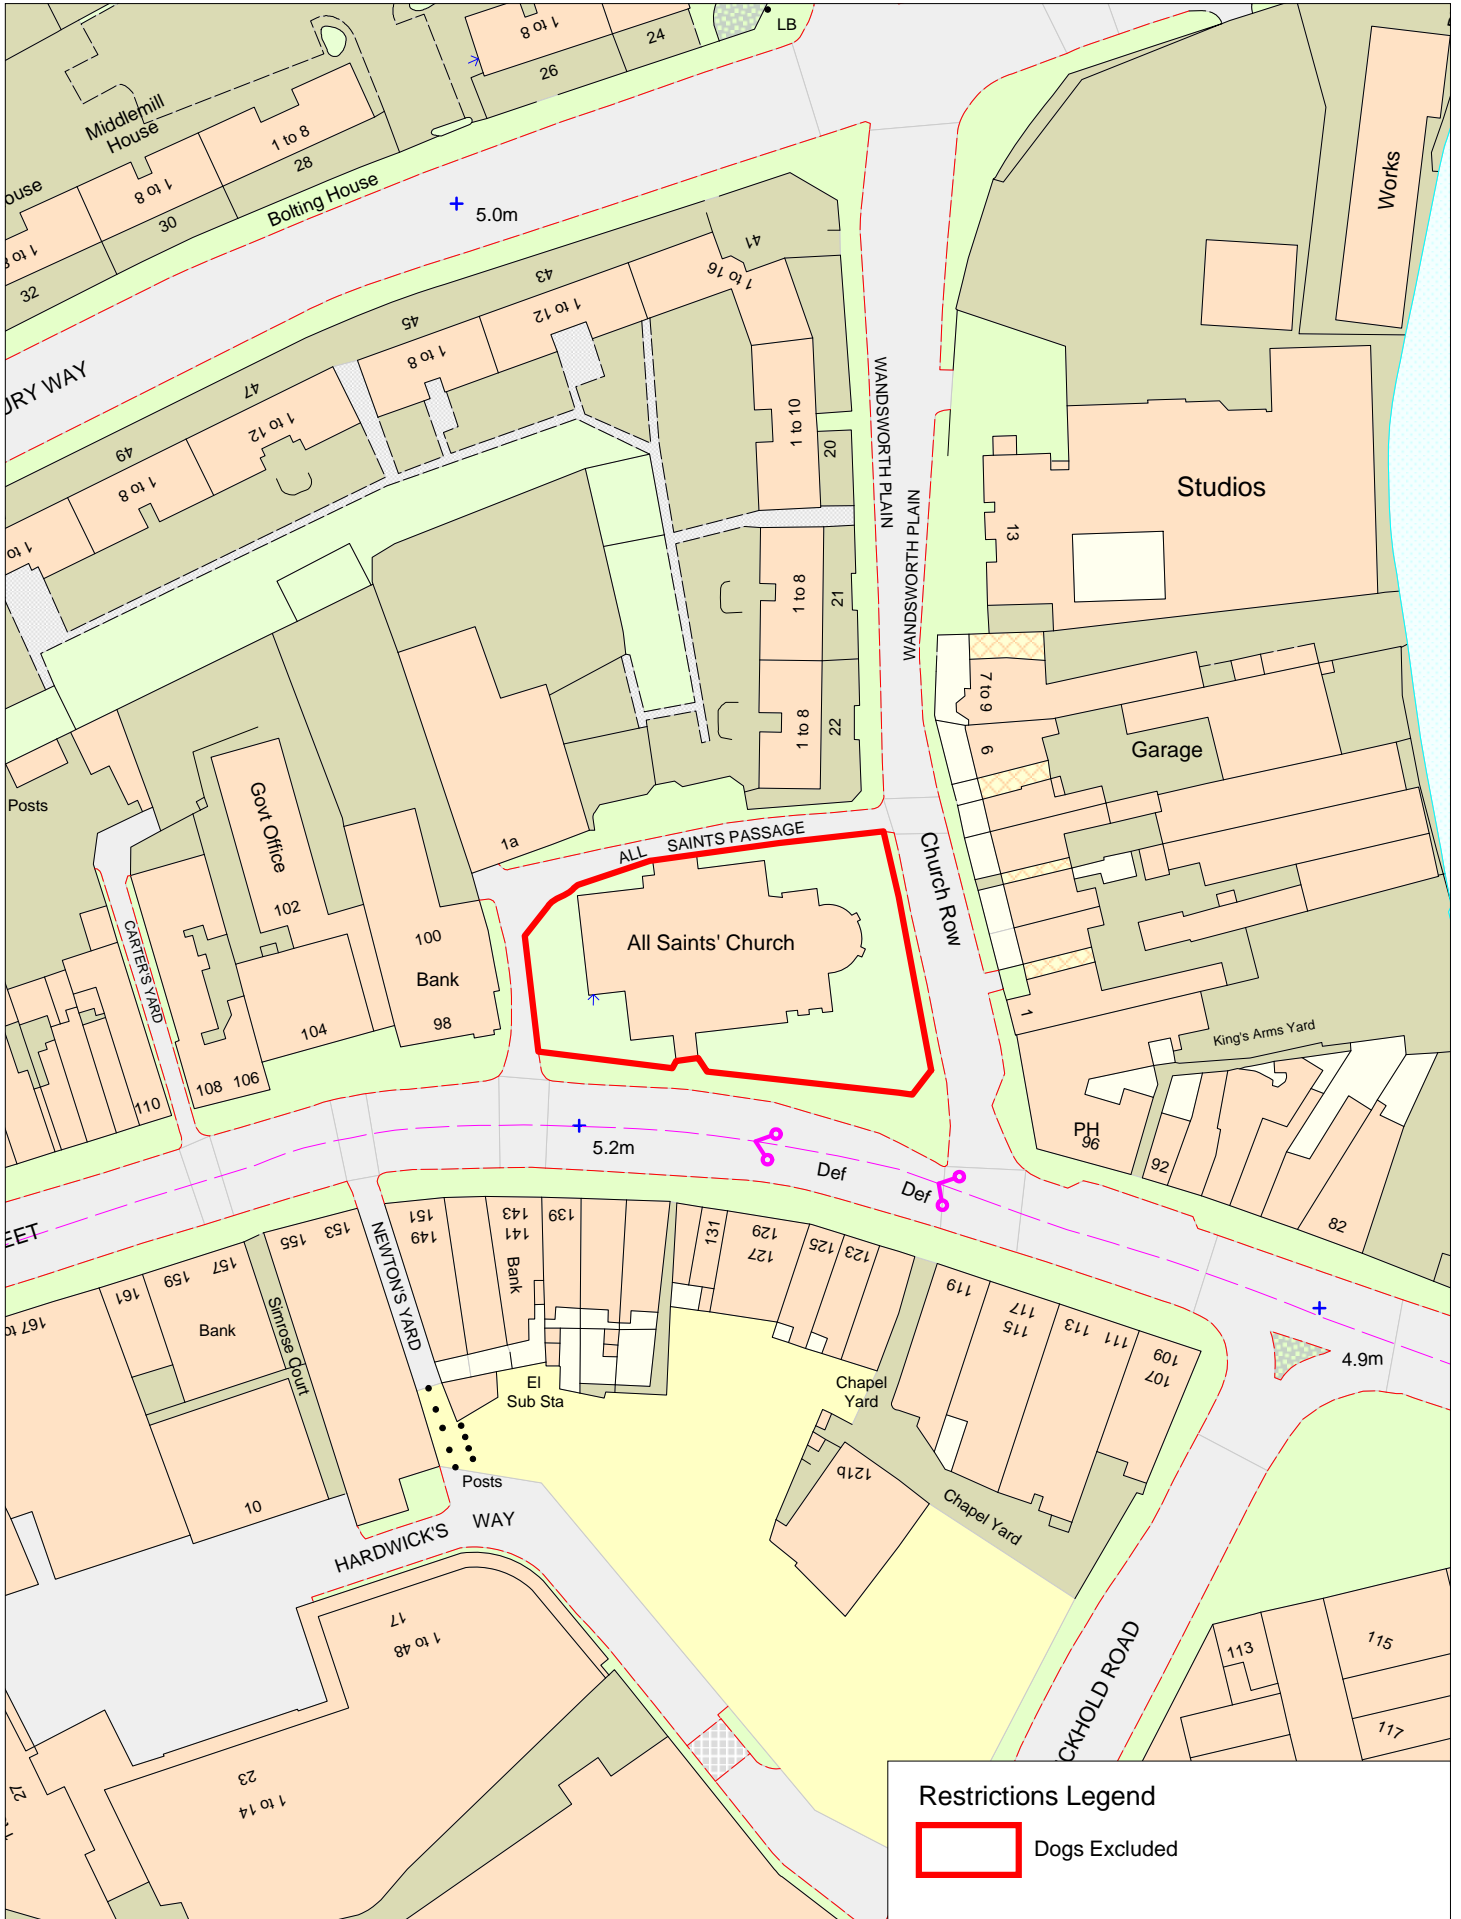 LB
1 to 8
24
26
Middlemill
House
1 to 8
28
ouse
1 to 8
30
Bolting House
1 to 8
32
5.0m
Works
41
43
1 to 16
1 to 12
45
1 to 8
URY WAY
47
1 to 12
49
1 to 8
1 to
WANDSWORTH PLAIN
1 to 10
20
Studios
13
WANDSWORTH PLAIN
1 to 8
21
7 to 9
1 to 8
22
6
Garage
Posts
Govt Office
1a
ALL SAINTS PASSAGE
Church Row
102
CARTER'S YARD
100
Bank
98
All Saints' Church
104
1
King's Arms Yard
108
106
110
PH
96
92
5.2m
Def
Def
82
EET
155
153
NEWTON'S YARD
151
149
143
141
Bank
139
131
129
127
125
123
119
117
115
113
111
109
107
4.9m
167 to
161
159
157
Bank
Simrose Court
El
Sub Sta
Chapel
Yard
121b
Chapel Yard
10
Posts
HARDWICK'S WAY
17
1 to 48
CKHOLD ROAD
113
115
117
23
1 to 14
27
Restrictions Legend
Dogs Excluded